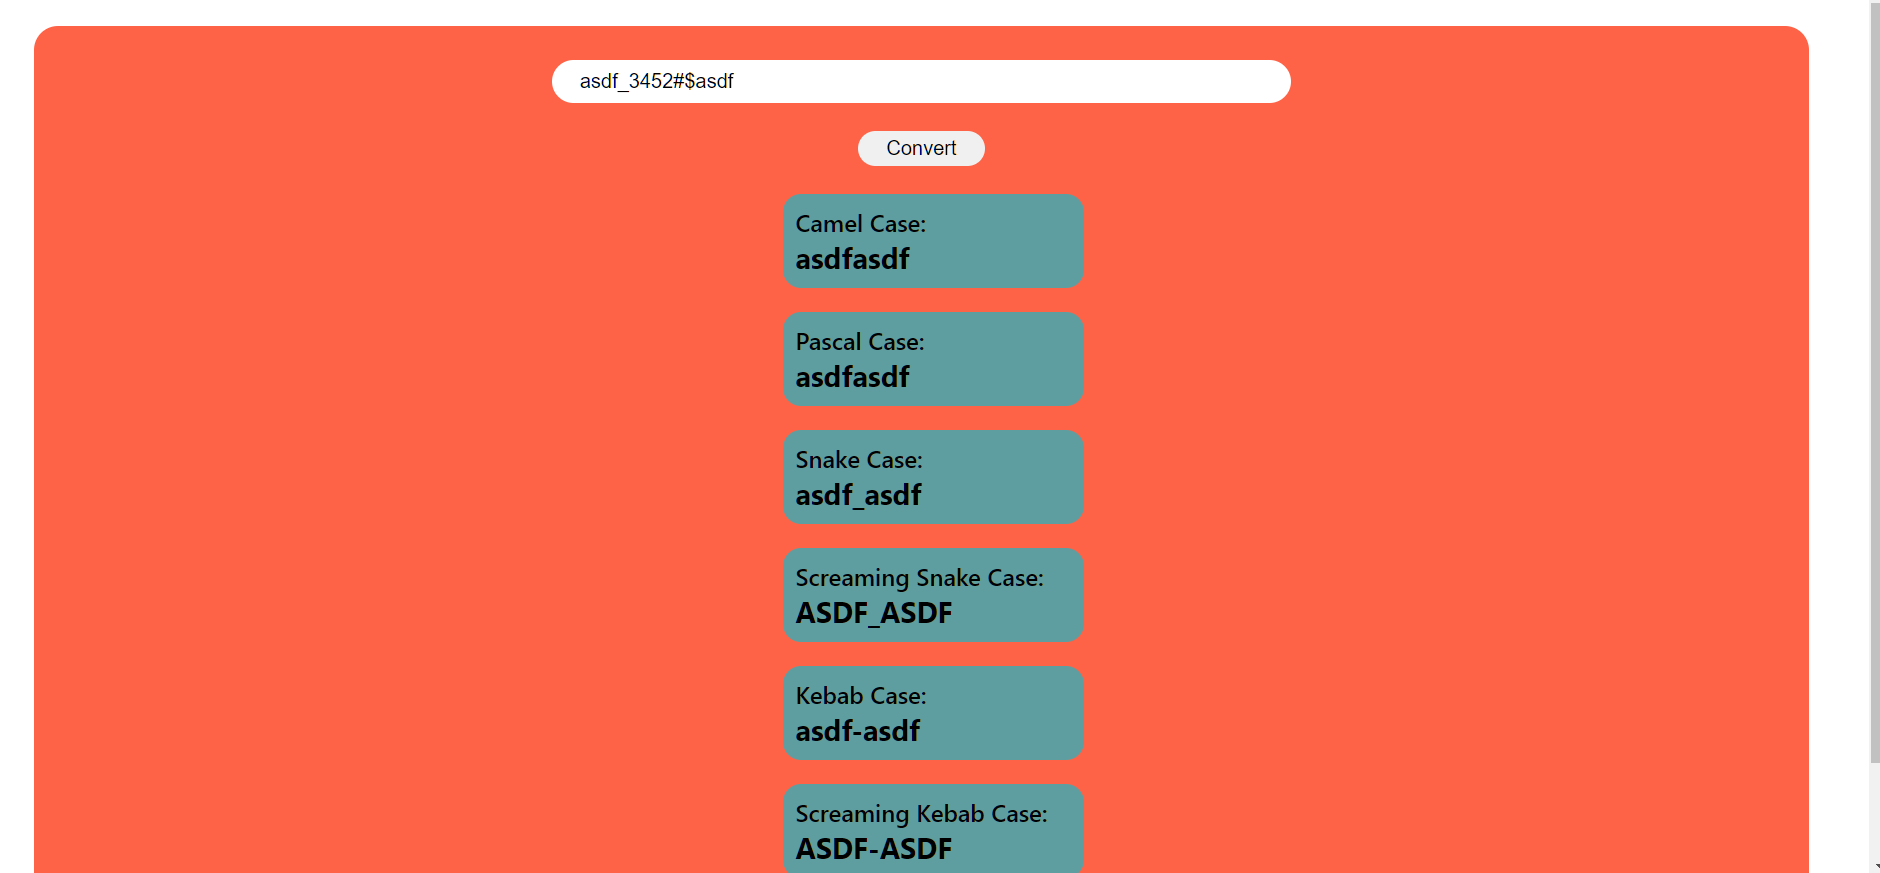 asdf_3452#$asdf
Convert
Camel Case:
asdfasdf
Pascal Case:
asdfasdf
Snake Case:
asdf_asdf
Screaming Snake Case:
ASDF_ASDF
Kebab Case:
asdf-asdf
Screaming Kebab Case:
ASDF-ASDF